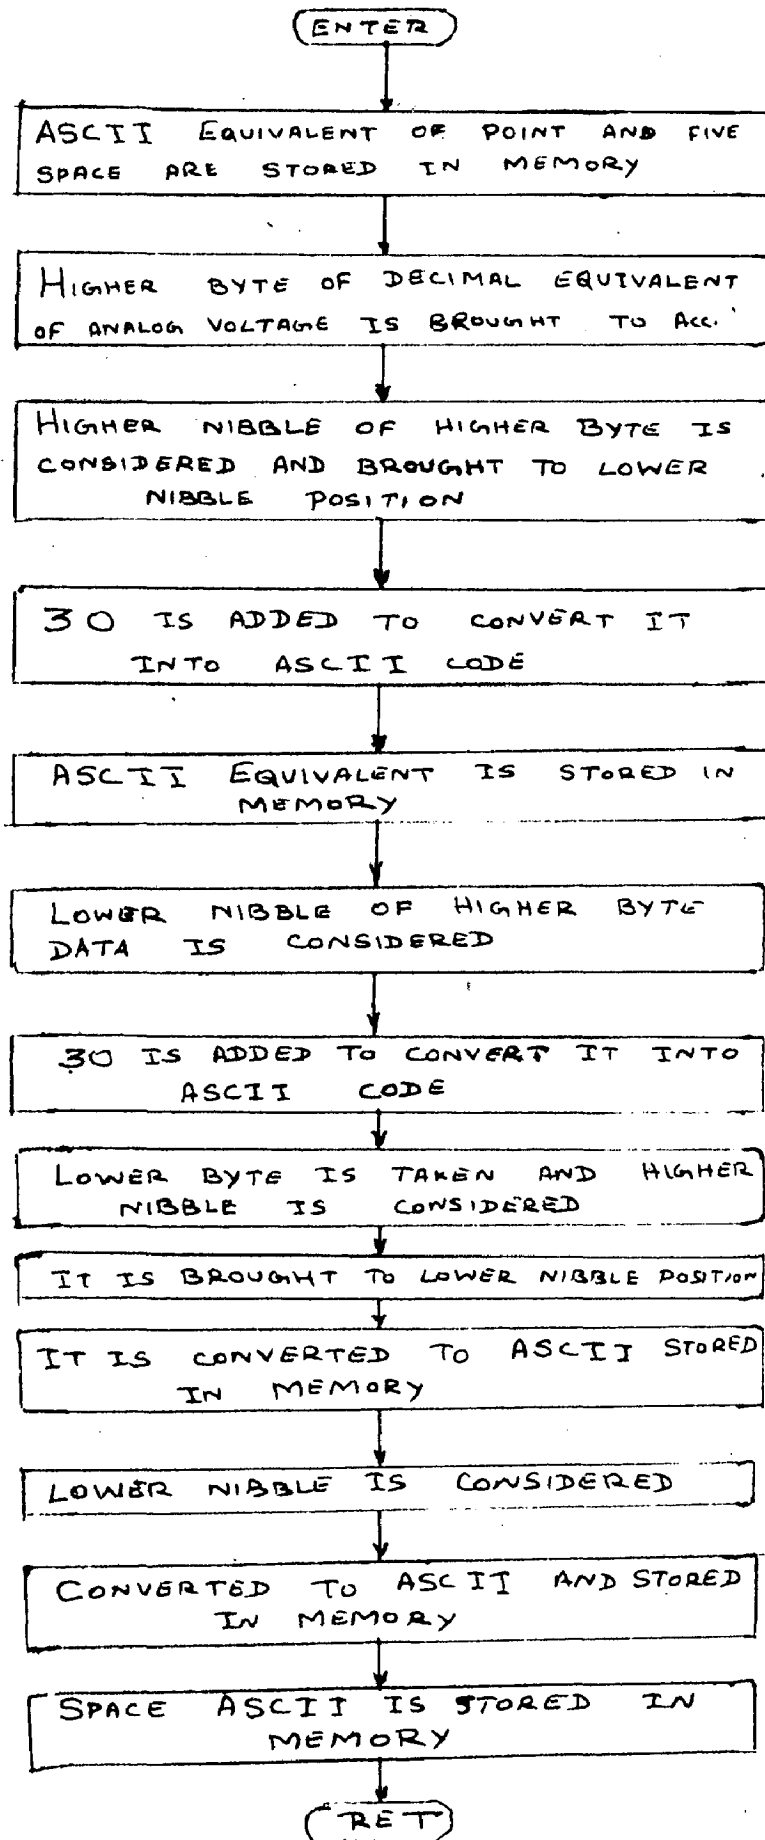 ENTER
ASCII EQUIVALENT OF POINT AND FIVE
SPACE ARE STORED IN MEMORY
HIGHER BYTE OF DECIMAL EQUIVALENT
OF ANALOG VOLTAGE IS BROUGHT TO ACC.
HIGHER NIBBLE OF HIGHER BYTE IS
CONSIDERED AND BROUGHT TO LOWER
NIBBLE POSITION
30 IS ADDED TO CONVERT IT
INTO ASCII CODE
ASCII EQUIVALENT IS STORED IN
MEMORY
LOWER NIBBLE OF HIGHER BYTE
DATA IS CONSIDERED
30 IS ADDED TO CONVERT IT INTO
ASCII CODE
LOWER BYTE IS TAKEN AND HIGHER
NIBBLE IS CONSIDERED
IT IS BROUGHT TO LOWER NIBBLE POSITION
IT IS CONVERTED TO ASCII STORED
IN MEMORY
LOWER NIBBLE IS CONSIDERED
CONVERTED TO ASCII AND STORED
IN MEMORY
SPACE ASCII IS STORED IN
MEMORY
RET